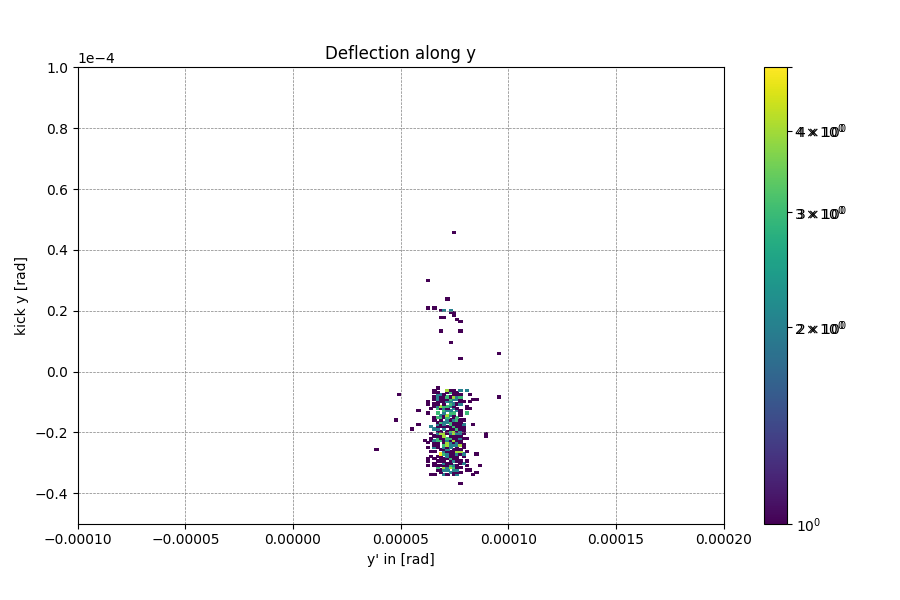 Deflection along y
1e−4
1.0
0.8
0.6
0.4
0.2
0.0
−0.2
−0.4
kick y [rad]
−0.00010 −0.00005 0.00000 0.00005 0.00010 0.00015 0.00020
y' in [rad]
4 × 10⁰
3 × 10⁰
2 × 10⁰
10⁰